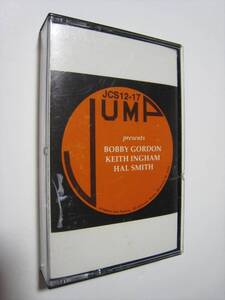 JCS12-17
JUMP
presents
BOBBY GORDON
KEITH INGHAM
HAL SMITH